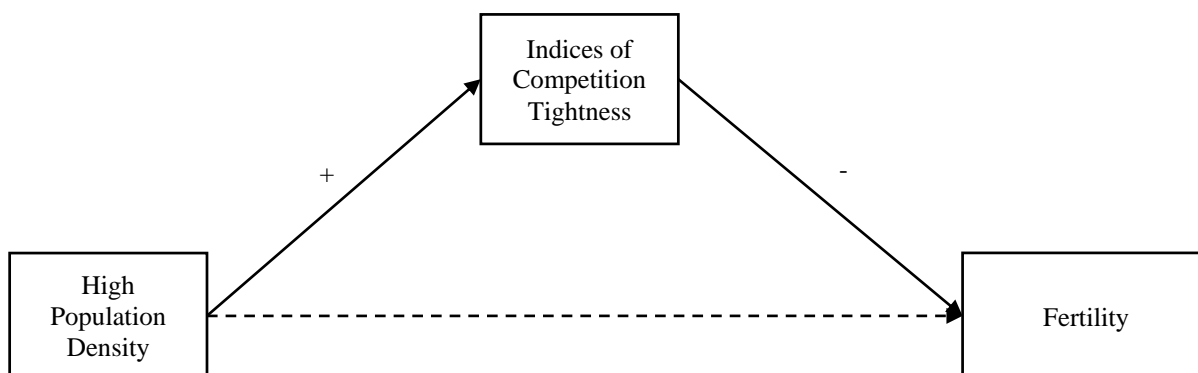 Indices of
Competition
Tightness
+
-
High
Population
Density
Fertility